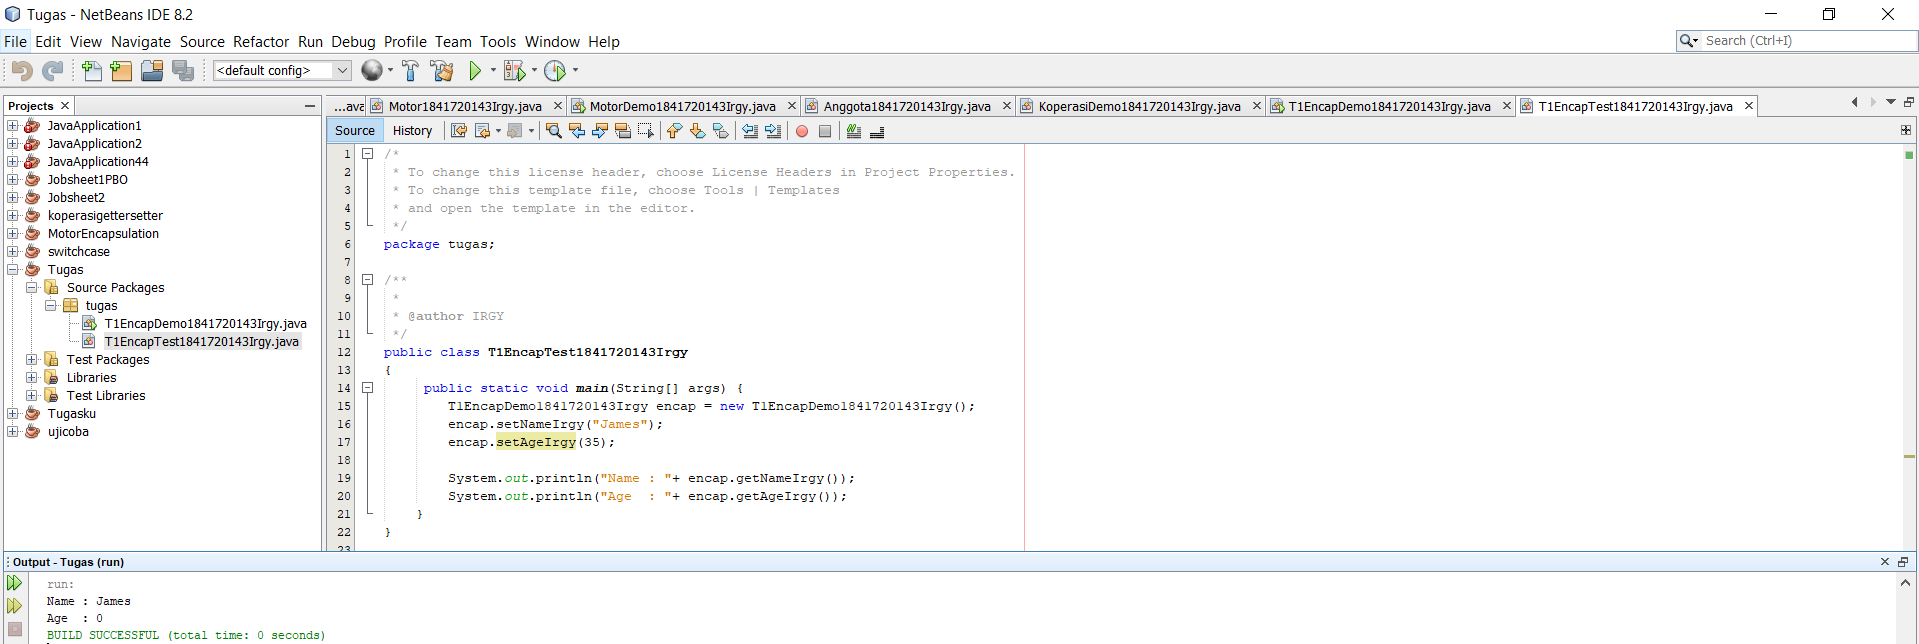 Tugas - NetBeans IDE 8.2
File Edit View Navigate Source Refactor Run Debug Profile Team Tools Window Help
Search (Ctrl+I)
<default config>
Projects
...ava Motor1841720143Irgy.java MotorDemo1841720143Irgy.java Anggota1841720143Irgy.java KoperasiDemo1841720143Irgy.java T1EncapDemo1841720143Irgy.java T1EncapTest1841720143Irgy.java
JavaApplication1
JavaApplication2
JavaApplication44
Jobsheet1PBO
Jobsheet2
koperasigettersetter
MotorEncapsulation
switchcase
Tugas
Source Packages
tugas
T1EncapDemo1841720143Irgy.java
T1EncapTest1841720143Irgy.java
Test Packages
Libraries
Test Libraries
Tugasku
ujicoba
Source History
1 /*
2 * To change this license header, choose License Headers in Project Properties.
3 * To change this template file, choose Tools | Templates
4 * and open the template in the editor.
5 */
6 package tugas;
7
8 /**
9 *
10 * @author IRGY
11 */
12 public class T1EncapTest1841720143Irgy
13 {
14 public static void main(String[] args) {
15 T1EncapDemo1841720143Irgy encap = new T1EncapDemo1841720143Irgy();
16 encap.setNameIrgy("James");
17 encap.setAgeIrgy(35);
18
19 System.out.println("Name : "+ encap.getNameIrgy());
20 System.out.println("Age  : "+ encap.getAgeIrgy());
21 }
22 }
23
Output - Tugas (run)
run:
Name : James
Age  : 0
BUILD SUCCESSFUL (total time: 0 seconds)